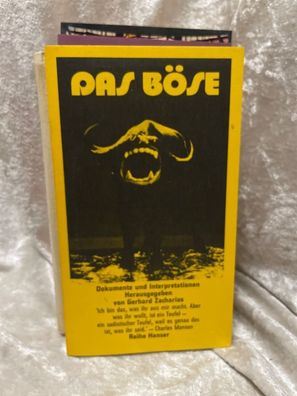 DAS BÖSE
Dokumente und Interpretationen
Herausgegeben
von Gerhard Zacharias
'Ich bin das, was ihr aus mir macht. Aber
was ihr wollt, ist ein Teufel –
ein sadistischer Teufel, weil es genau das
ist, was ihr seid.' – Charles Manson
Reihe Hanser